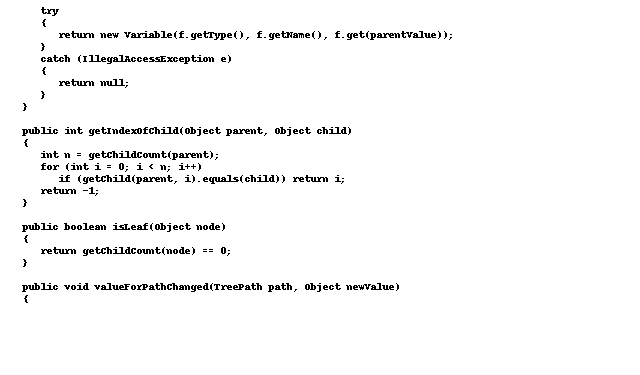 try
{
return new Variable(f.getType(), f.getName(), f.get(parentValue));
}
catch (IllegalAccessException e)
{
return null;
}
}
public int getIndexOfChild(Object parent, Object child)
{
int n = getChildCount(parent);
for (int i = 0; i < n; i++)
if (getChild(parent, i).equals(child)) return i;
return -1;
}
public boolean isLeaf(Object node)
{
return getChildCount(node) == 0;
}
public void valueForPathChanged(TreePath path, Object newValue)
{